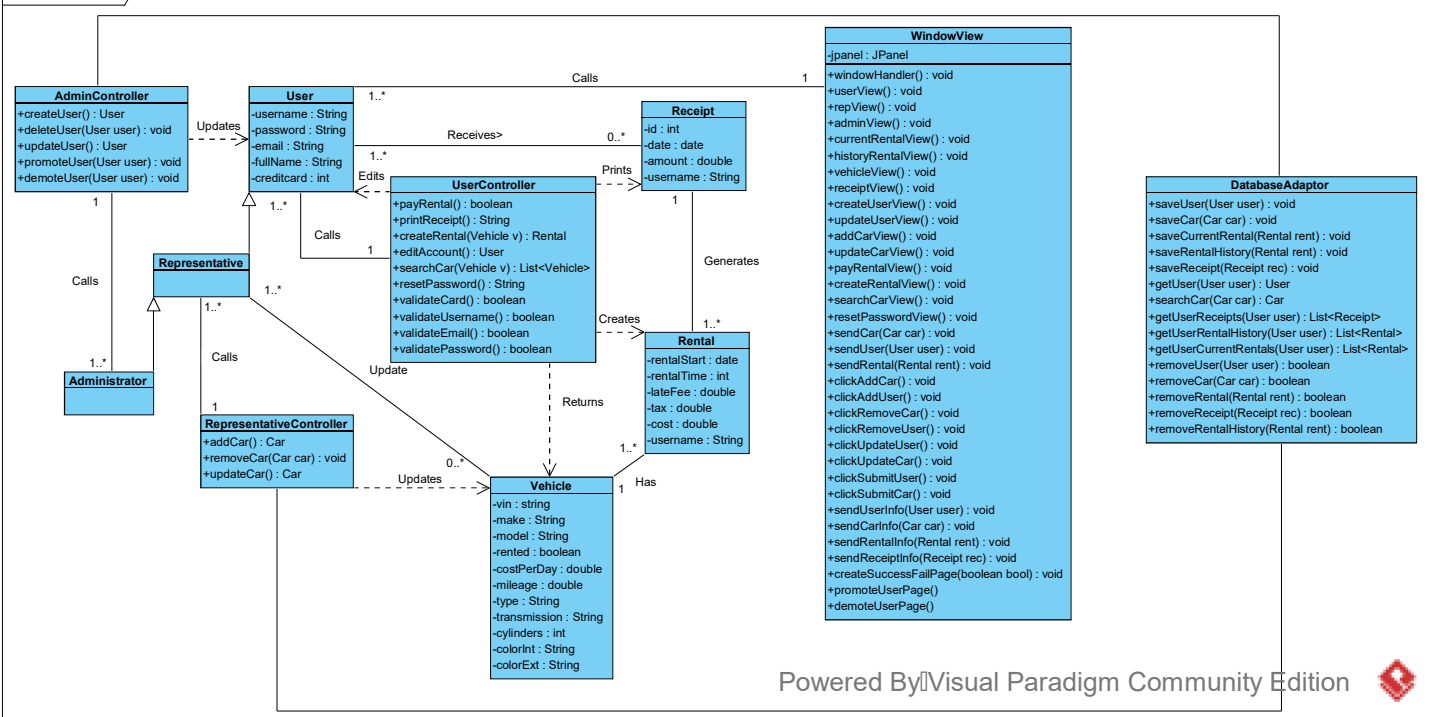 AdminController
+createUser() : User
+deleteUser(User user) : void
+updateUser() : User
+promoteUser(User user) : void
+demoteUser(User user) : void
Updates
User
-username : String
-password : String
-email : String
-fullName : String
-creditcard : int
Calls
1..*
1
Receives>
1..*
0..*
Receipt
-id : int
-date : date
-amount : double
-username : String
Edits
Prints
UserController
+payRental() : boolean
+printReceipt() : String
+createRental(Vehicle v) : Rental
+editAccount() : User
+searchCar(Vehicle v) : List<Vehicle>
+resetPassword() : String
+validateCard() : boolean
+validateUsername() : boolean
+validateEmail() : boolean
+validatePassword() : boolean
1..*
Calls
1
1
Calls
1..*
Representative
1..*
1..*
Calls
1
Update
0..*
Administrator
RepresentativeController
+addCar() : Car
+removeCar(Car car) : void
+updateCar() : Car
Updates
Returns
Creates
1
Generates
1..*
Rental
-rentalStart : date
-rentalTime : int
-lateFee : double
-tax : double
-cost : double
-username : String
1..*
Has
1
Vehicle
-vin : string
-make : String
-model : String
-rented : boolean
-costPerDay : double
-mileage : double
-type : String
-transmission : String
-cylinders : int
-colorInt : String
-colorExt : String
WindowView
-jpanel : JPanel
+windowHandler() : void
+userView() : void
+repView() : void
+adminView() : void
+currentRentalView() : void
+historyRentalView() : void
+vehicleView() : void
+receiptView() : void
+createUserView() : void
+updateUserView() : void
+addCarView() : void
+updateCarView() : void
+payRentalView() : void
+createRentalView() : void
+searchCarView() : void
+resetPasswordView() : void
+sendCar(Car car) : void
+sendUser(User user) : void
+sendRental(Rental rent) : void
+clickAddCar() : void
+clickAddUser() : void
+clickRemoveCar() : void
+clickRemoveUser() : void
+clickUpdateUser() : void
+clickUpdateCar() : void
+clickSubmitUser() : void
+clickSubmitCar() : void
+sendUserInfo(User user) : void
+sendCarInfo(Car car) : void
+sendRentalInfo(Rental rent) : void
+sendReceiptInfo(Receipt rec) : void
+createSuccessFailPage(boolean bool) : void
+promoteUserPage()
+demoteUserPage()
DatabaseAdaptor
+saveUser(User user) : void
+saveCar(Car car) : void
+saveCurrentRental(Rental rent) : void
+saveRentalHistory(Rental rent) : void
+saveReceipt(Receipt rec) : void
+getUser(User user) : User
+searchCar(Car car) : Car
+getUserReceipts(User user) : List<Receipt>
+getUserRentalHistory(User user) : List<Rental>
+getUserCurrentRentals(User user) : List<Rental>
+removeUser(User user) : boolean
+removeCar(Car car) : boolean
+removeRental(Rental rent) : boolean
+removeReceipt(Receipt rec) : boolean
+removeRentalHistory(Rental rent) : boolean
Powered By Visual Paradigm Community Edition